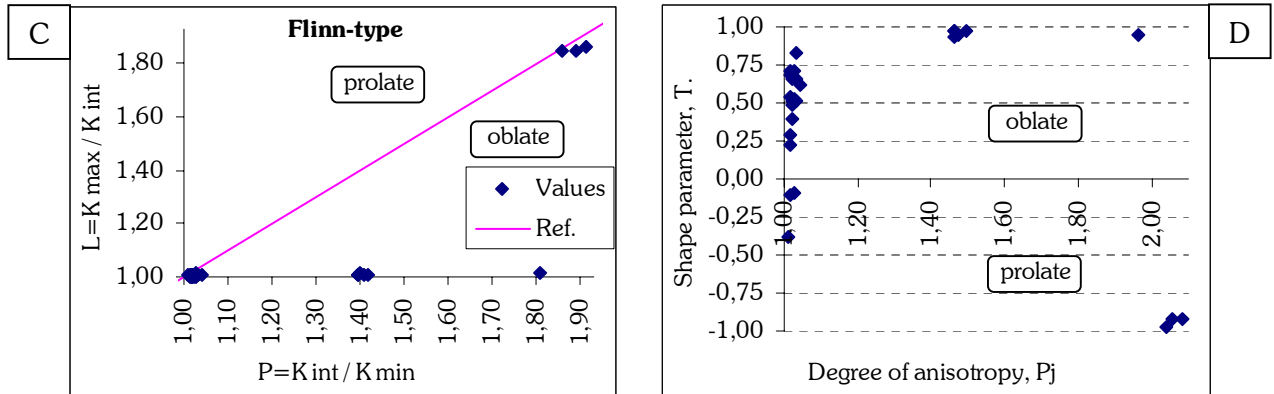 C
Flinn-type
L=K max / K int
1,80
1,60
1,40
1,20
1,00
prolate
oblate
Values
Ref.
1,00
1,10
1,20
1,30
1,40
1,50
1,60
1,70
1,80
1,90
P=K int / K min
D
Shape parameter, T.
1,00
0,75
0,50
0,25
0,00
-0,25
-0,50
-0,75
-1,00
oblate
1,00
1,20
1,40
1,60
1,80
2,00
prolate
Degree of anisotropy, Pj